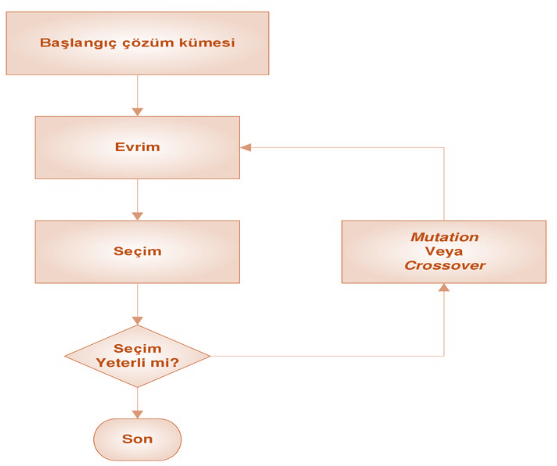 Başlangıç çözüm kümesi
Evrim
Seçim
Mutation
Veya
Crossover
Seçim
Yeterli mi?
Son